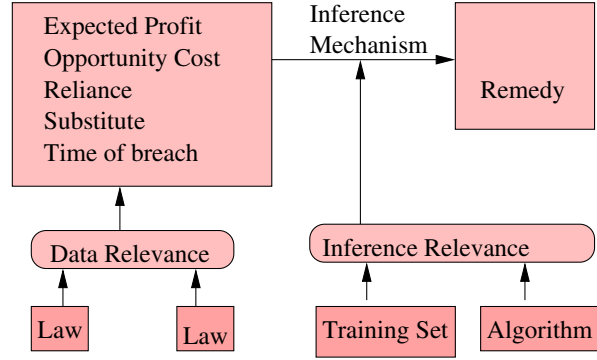 Expected Profit
Opportunity Cost
Reliance
Substitute
Time of breach
Inference
Mechanism
Remedy
Data Relevance
Inference Relevance
Law
Law
Training Set
Algorithm